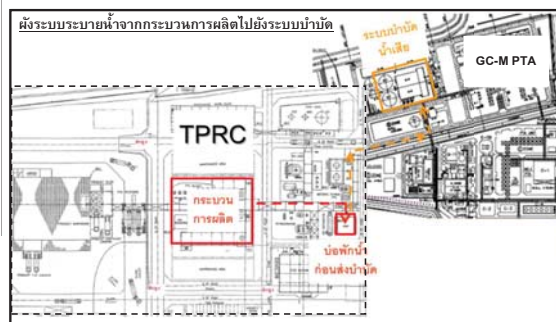 ผังระบบระบายน้ำจากกระบวนการผลิตไปยังระบบบำบัด
ระบบบำบัด
น้ำเสีย
GC-M PTA
TPRC
กระบวน
การผลิต
บ่อพักน้ำ
ก่อนส่งบำบัด